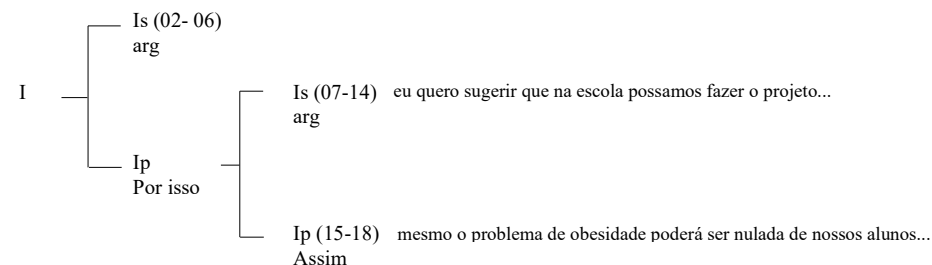 Is (02- 06)
arg
I
Is (07-14) eu quero sugerir que na escola possamos fazer o projeto...
arg
Ip
Por isso
Ip (15-18) mesmo o problema de obesidade poderá ser nulada de nossos alunos...
Assim